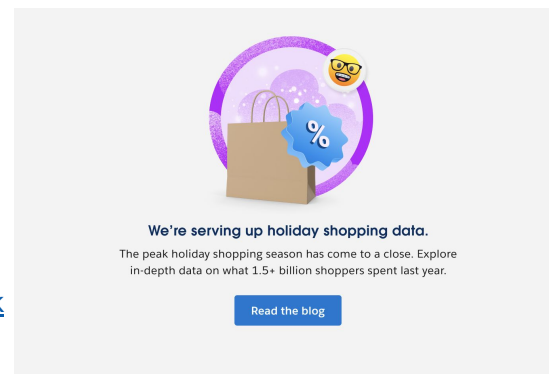 %
We're serving up holiday shopping data.
The peak holiday shopping season has come to a close. Explore
in-depth data on what 1.5+ billion shoppers spent last year.
k
Read the blog